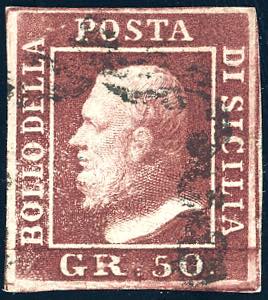 BOLLO DELLA
POSTA
DI SICILIA
GR. 50.